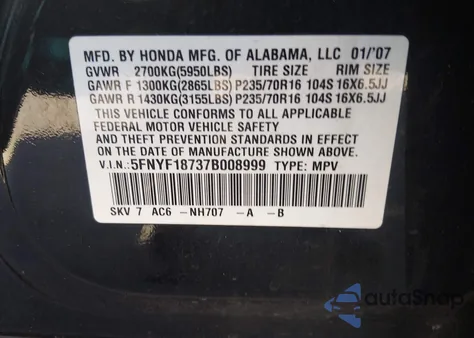 MFD. BY HONDA MFG. OF ALABAMA, LLC 01/'07
GVWR 2700KG(5950LBS) TIRE SIZE RIM SIZE
GAWR F 1300KG(2865LBS) P235/70R16 104S 16X6.5JJ
GAWR R 1430KG(3155LBS) P235/70R16 104S 16X6.5JJ
THIS VEHICLE CONFORMS TO ALL APPLICABLE
FEDERAL MOTOR VEHICLE SAFETY
AND THEFT PREVENTION STANDARDS IN EFFECT
ON THE DATE OF MANUFACTURE SHOWN ABOVE.
V.I.N.: 5FNYF18737B008999 TYPE: MPV
SKV 7 AC6 -NH707 -A -B
autoSnap